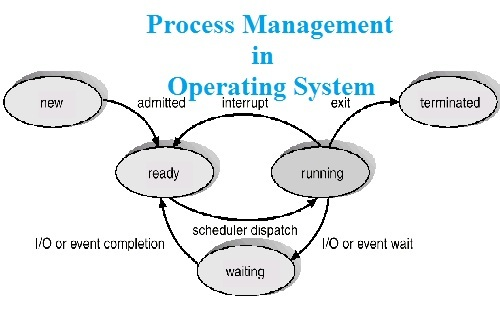 Process Management
in
Operating System
new
admitted
interrupt
exit
terminated
ready
running
scheduler dispatch
I/O or event completion
I/O or event wait
waiting